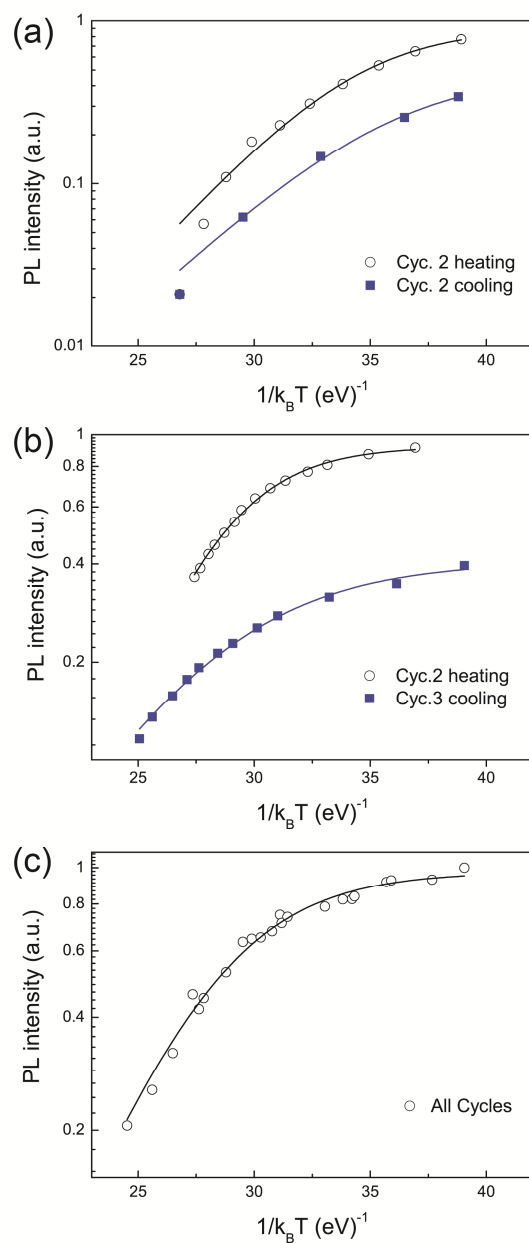 (a)
1
0.1
0.01
PL intensity (a.u.)
Cyc. 2 heating
Cyc. 2 cooling
25 30 35 40
1/k_BT (eV)^-1
(b)
1
0.8
0.6
0.4
0.2
PL intensity (a.u.)
Cyc.2 heating
Cyc.3 cooling
25 30 35 40
1/k_BT (eV)^-1
(c)
1
0.8
0.6
0.4
0.2
PL intensity (a.u.)
All Cycles
25 30 35 40
1/k_BT (eV)^-1